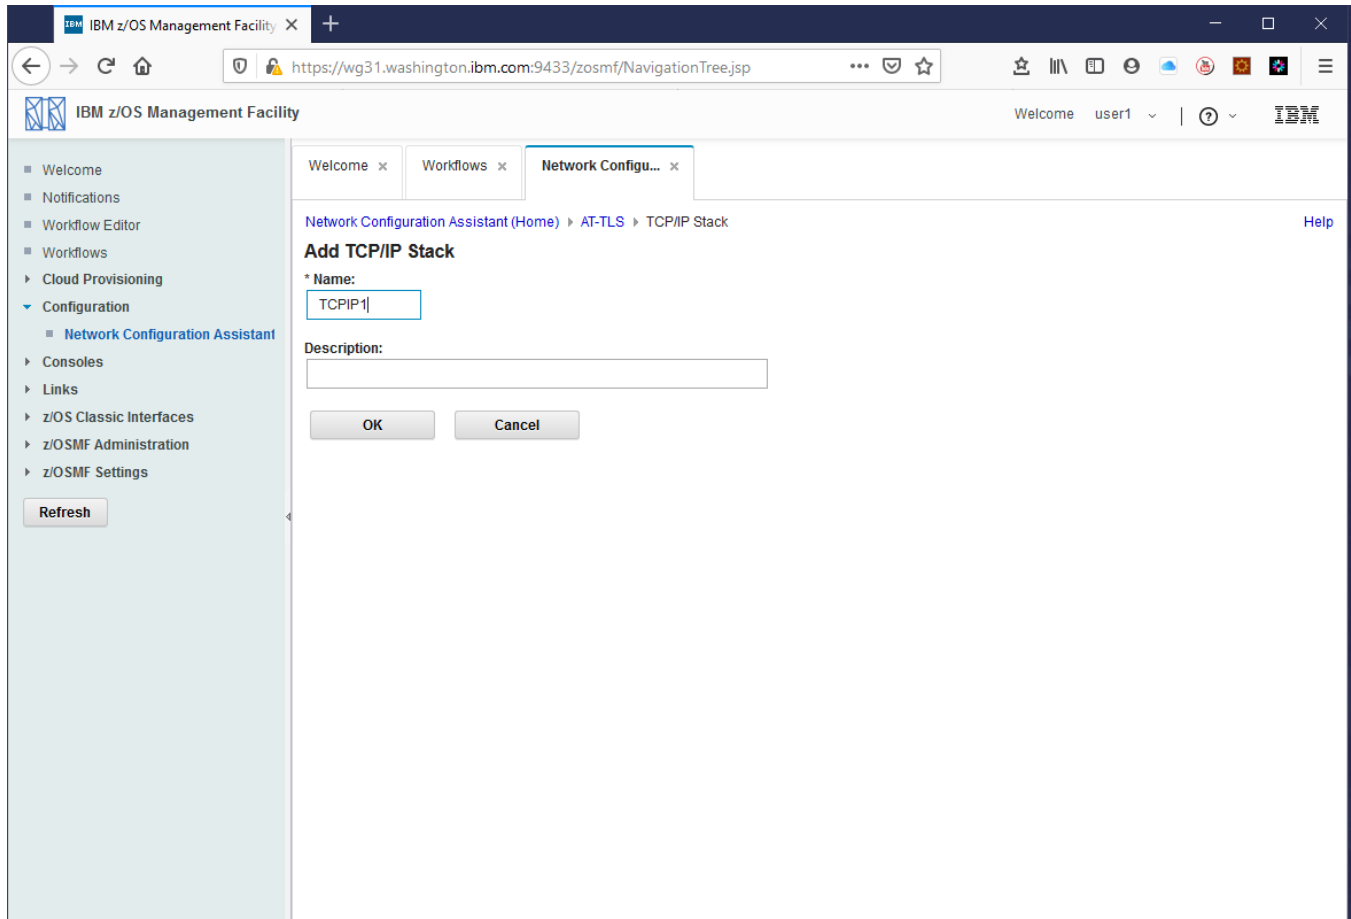 IBM IBM z/OS Management Facility
https://wg31.washington.ibm.com:9433/zosmf/NavigationTree.jsp
IBM z/OS Management Facility
Welcome user1
IBM
Welcome
Notifications
Workflow Editor
Workflows
Cloud Provisioning
Configuration
Network Configuration Assistant
Consoles
Links
z/OS Classic Interfaces
z/OSMF Administration
z/OSMF Settings
Refresh
Welcome
Workflows
Network Configu...
Network Configuration Assistant (Home) AT-TLS TCP/IP Stack
Help
Add TCP/IP Stack
* Name:
TCPIP1
Description:
OK
Cancel